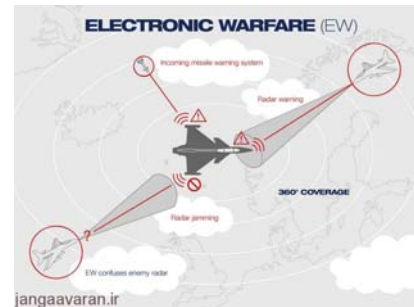 ELECTRONIC WARFARE (EW)
Incoming missile warning system
Radar warning
360° COVERAGE
Radar jamming
?
EW confuses enemy radar
jangaavaran.ir